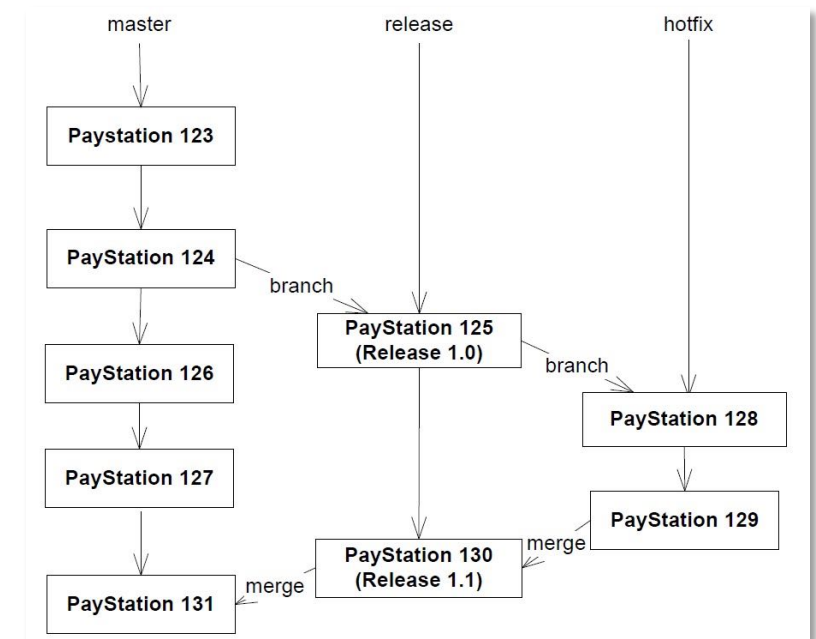 master
release
hotfix
Paystation 123
PayStation 124
branch
PayStation 125
(Release 1.0)
PayStation 126
branch
PayStation 128
PayStation 127
PayStation 129
merge
PayStation 130
(Release 1.1)
merge
PayStation 131